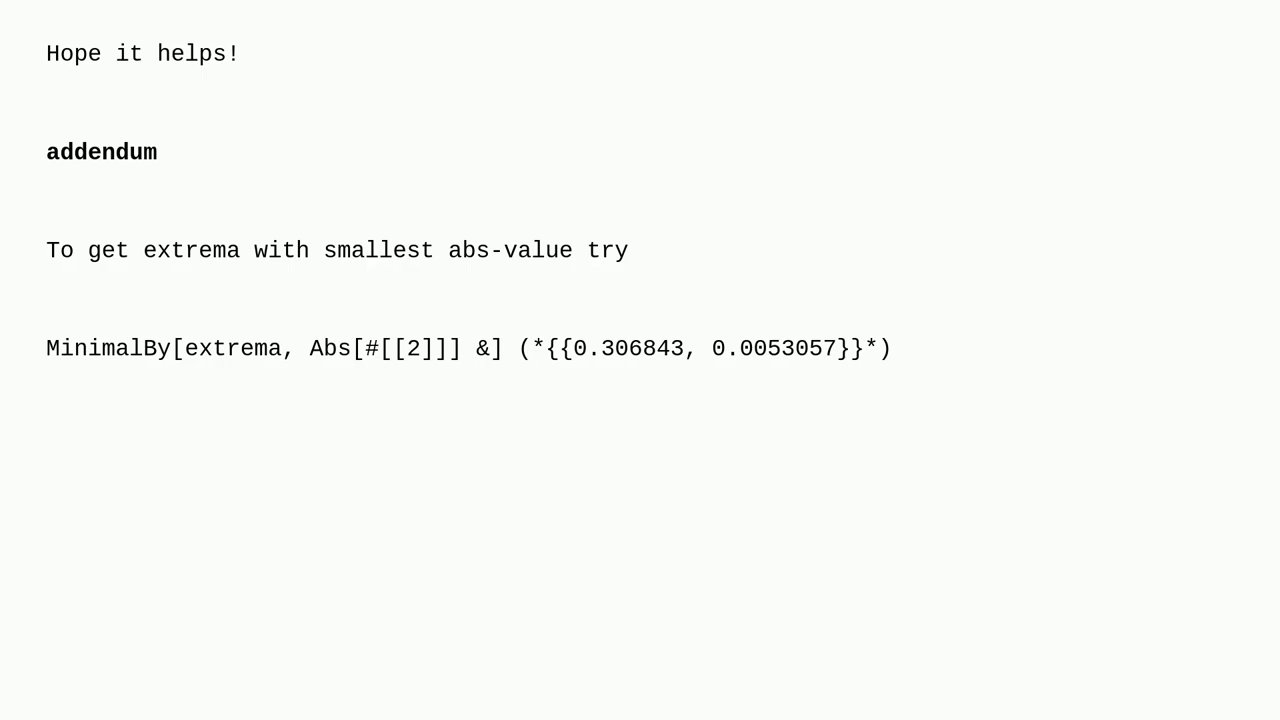 Hope it helps!
addendum
To get extrema with smallest abs-value try
MinimalBy[extrema, Abs[#[[2]]] &] (*{{0.306843, 0.0053057}}*)